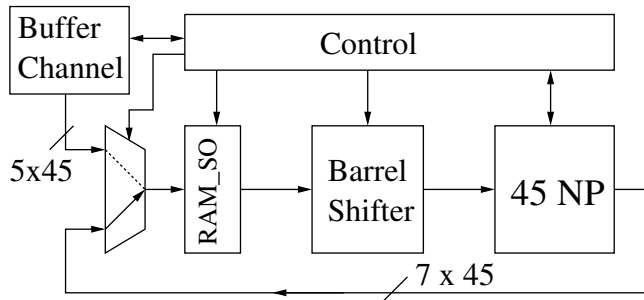 Buffer
Channel
Control
5x45
RAM_SO
Barrel
Shifter
45 NP
7 x 45